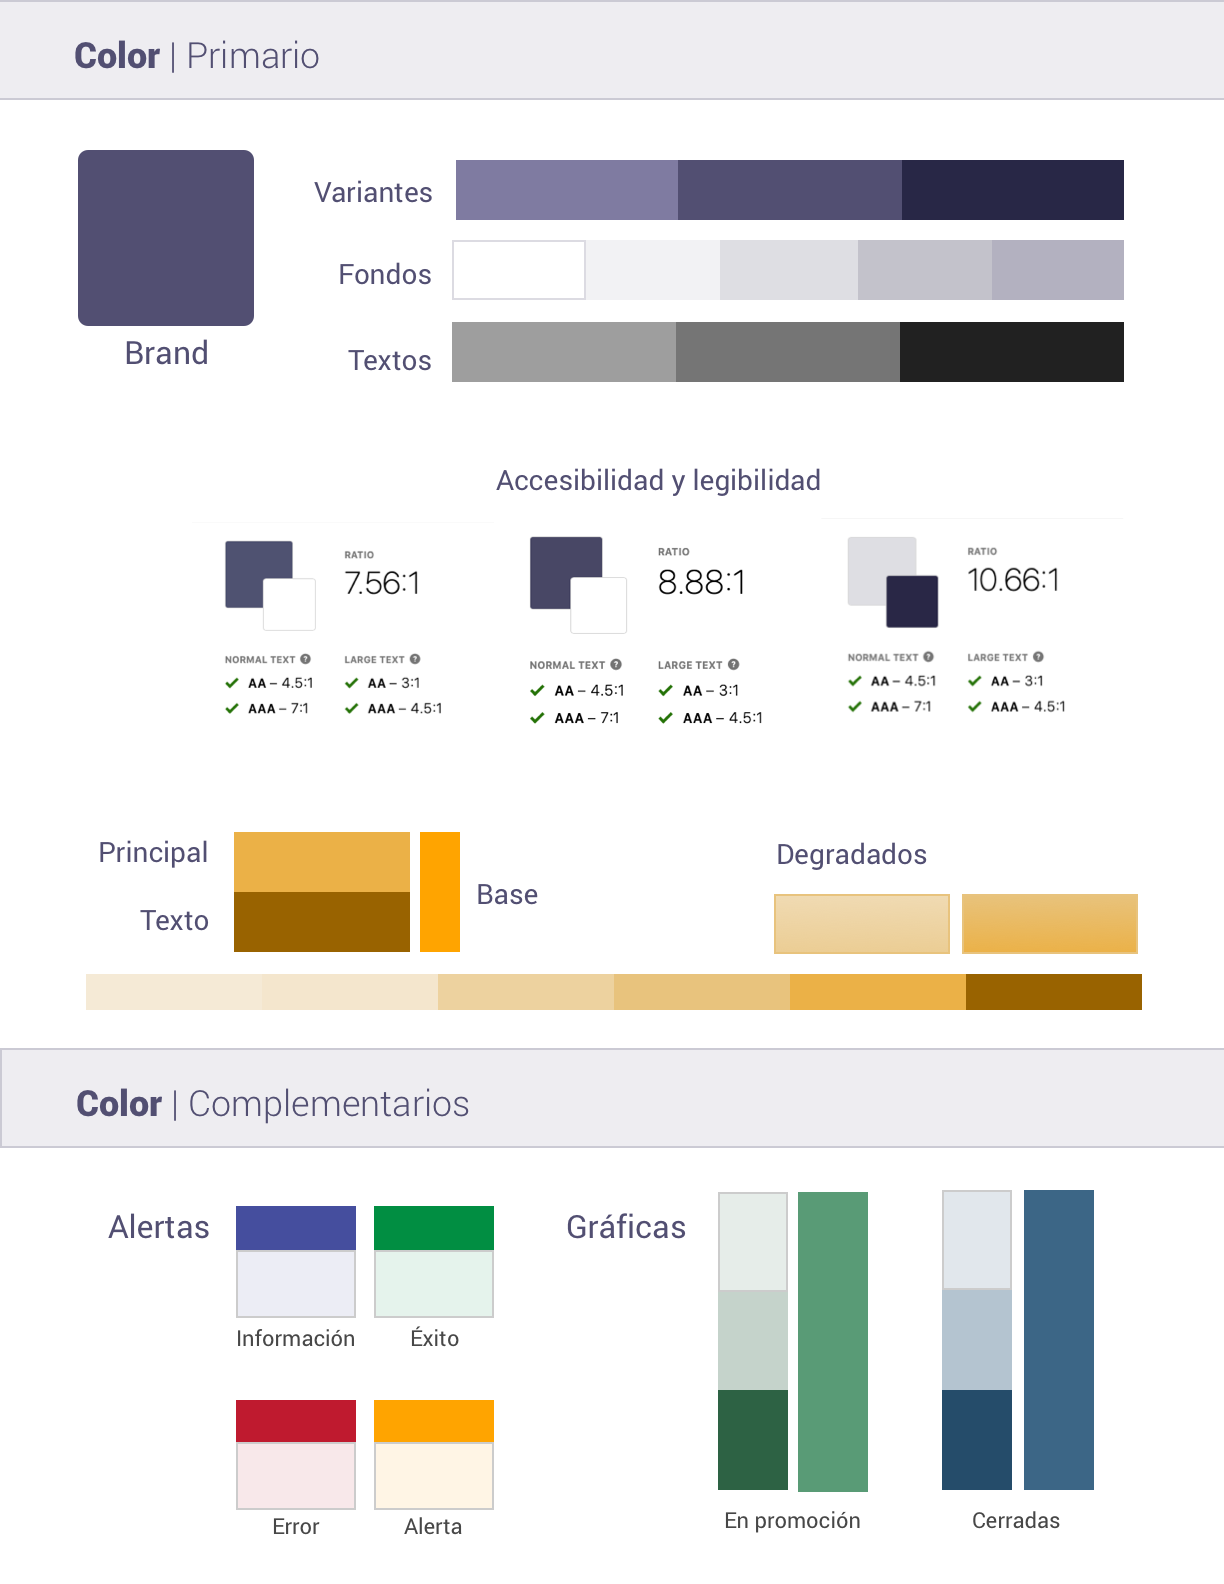 Color | Primario
Variantes
Fondos
Brand
Textos
Accesibilidad y legibilidad
RATIO
7.56:1
NORMAL TEXT ?
LARGE TEXT ?
AA – 4.5:1
AA – 3:1
AAA – 7:1
AAA – 4.5:1
RATIO
8.88:1
NORMAL TEXT ?
LARGE TEXT ?
AA – 4.5:1
AA – 3:1
AAA – 7:1
AAA – 4.5:1
RATIO
10.66:1
NORMAL TEXT ?
LARGE TEXT ?
AA – 4.5:1
AA – 3:1
AAA – 7:1
AAA – 4.5:1
Principal
Texto
Base
Degradados
Color | Complementarios
Alertas
Información
Éxito
Error
Alerta
Gráficas
En promoción
Cerradas